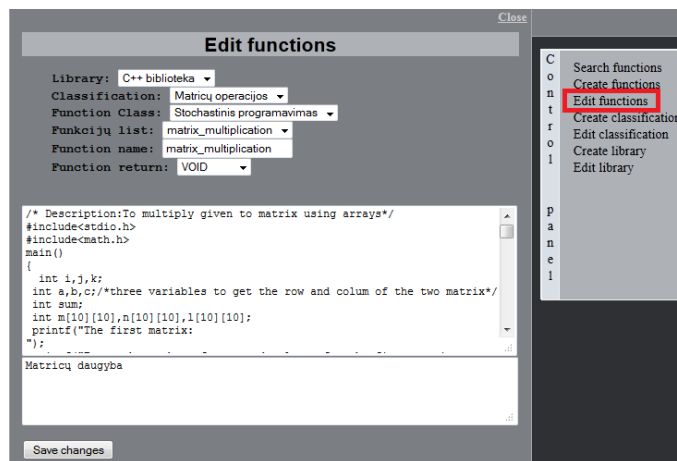 Close
Edit functions
Library: C++ biblioteka
Classification: Matricų operacijos
Function Class: Stochastinis programavimas
Funkcijų list: matrix_multiplication
Function name: matrix_multiplication
Function return: VOID
/* Description:To multiply given to matrix using arrays*/
#include<stdio.h>
#include<math.h>
main()
{
int i,j,k;
int a,b,c;/*three variables to get the row and colum of the two matrix*/
int sum;
int m[10][10],n[10][10],l[10][10];
printf("The first matrix:
");
Matricų daugyba
Save changes
Control panel
Search functions
Create functions
Edit functions
Create classification
Edit classification
Create library
Edit library